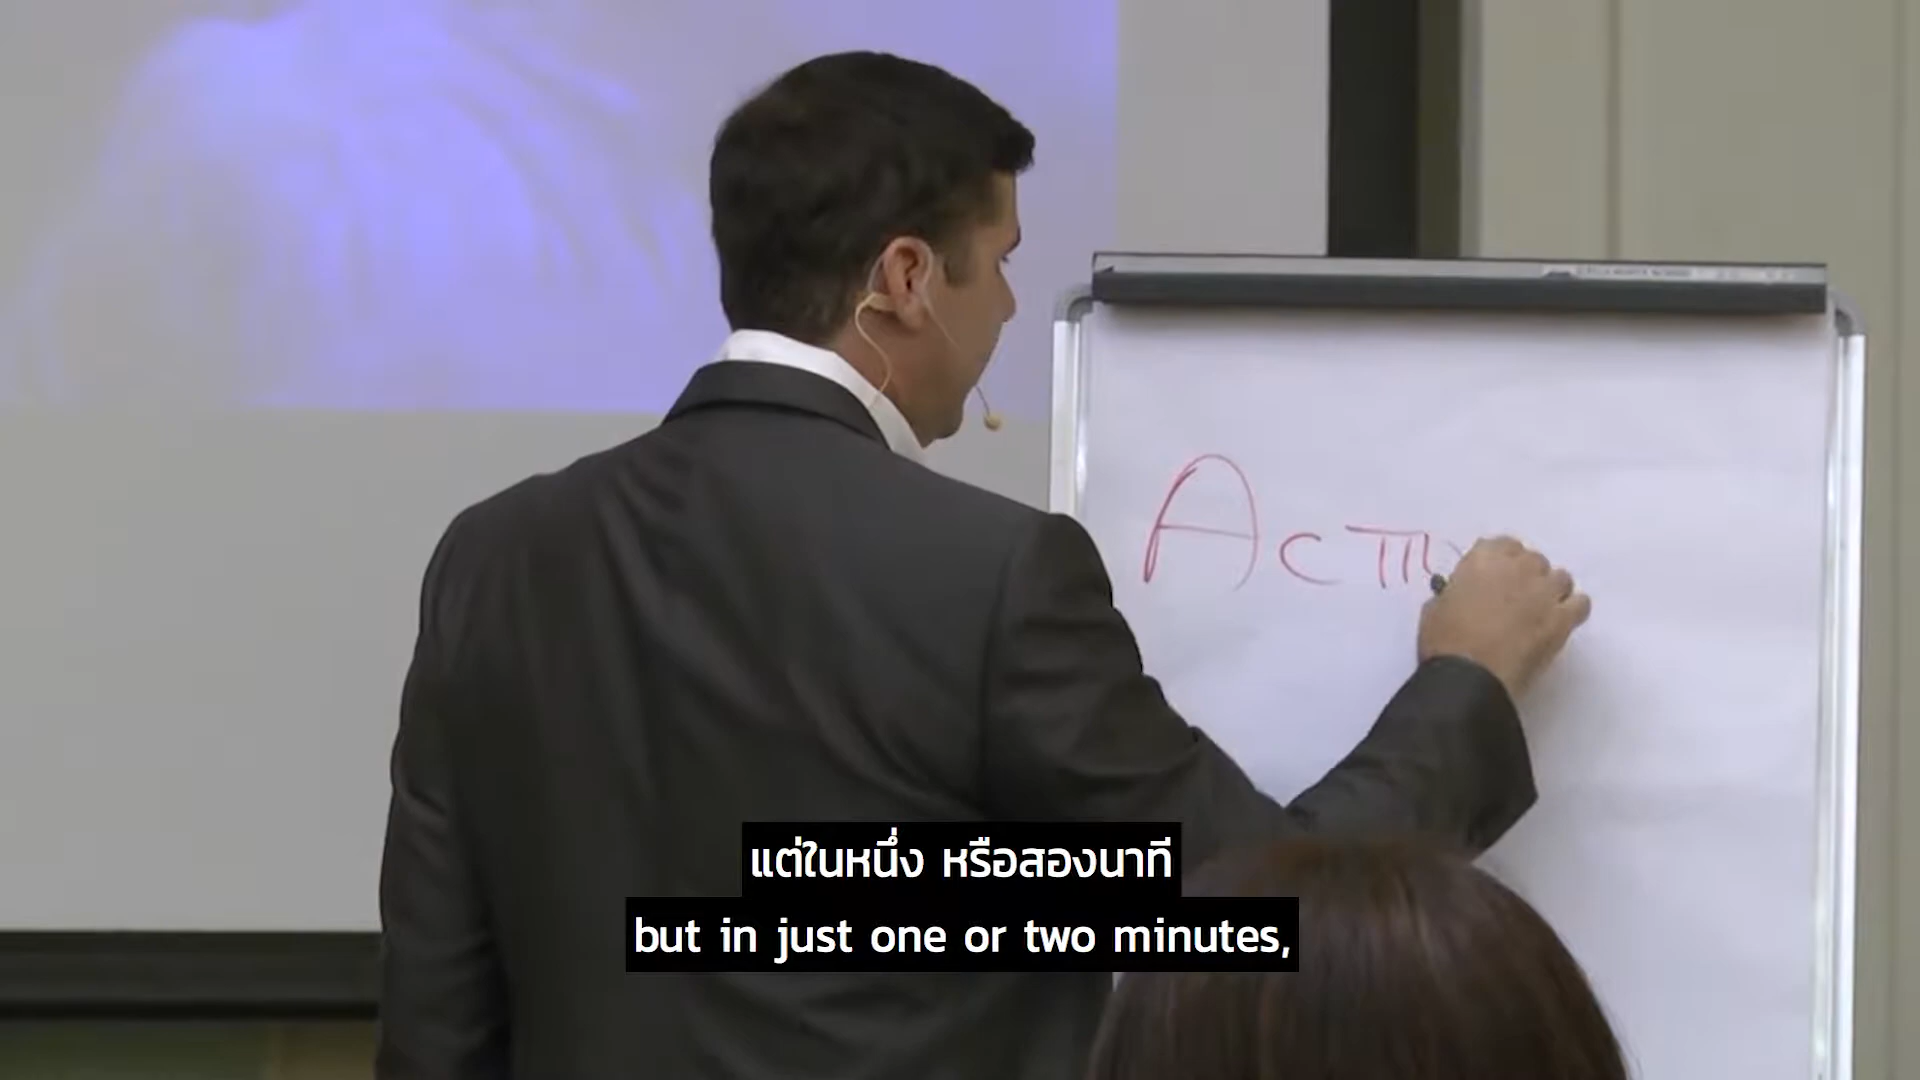 แต่ในหนึ่ง หรือสองนาที
but in just one or two minutes,